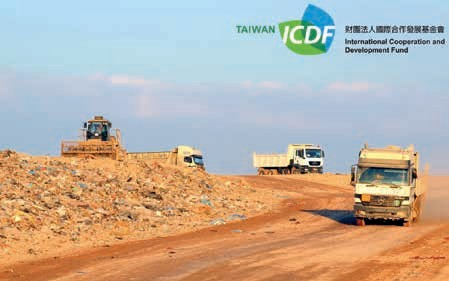 TAIWAN ICDF 財團法人國際合作發展基金會
International Cooperation and
Development Fund